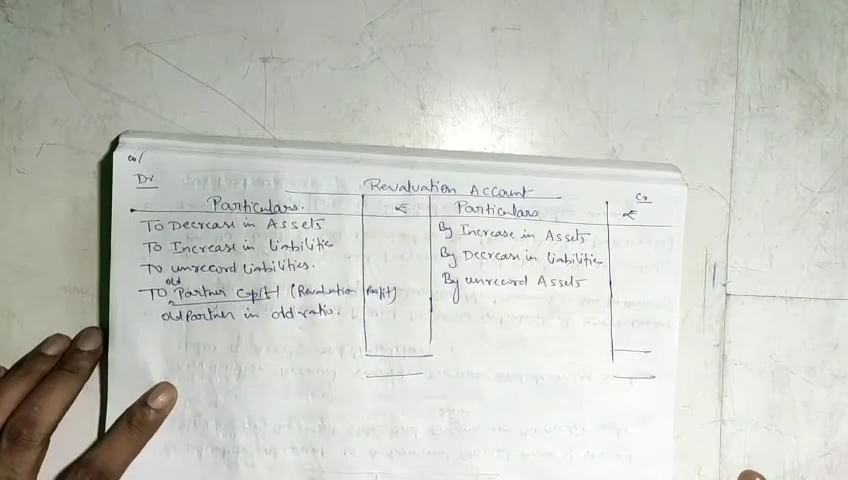 Dr
Revaluation Account
Cr
Particulars.
₹
Particulars
₹
To Decrease in Assets
By Increase in Assets
To Increase in liabilities
By Decrease in liabilities
To unrecord liabilities.
By unrecord Assets
old
To Partner Capital (Revaluation Profit)
old Partner in old ratio.